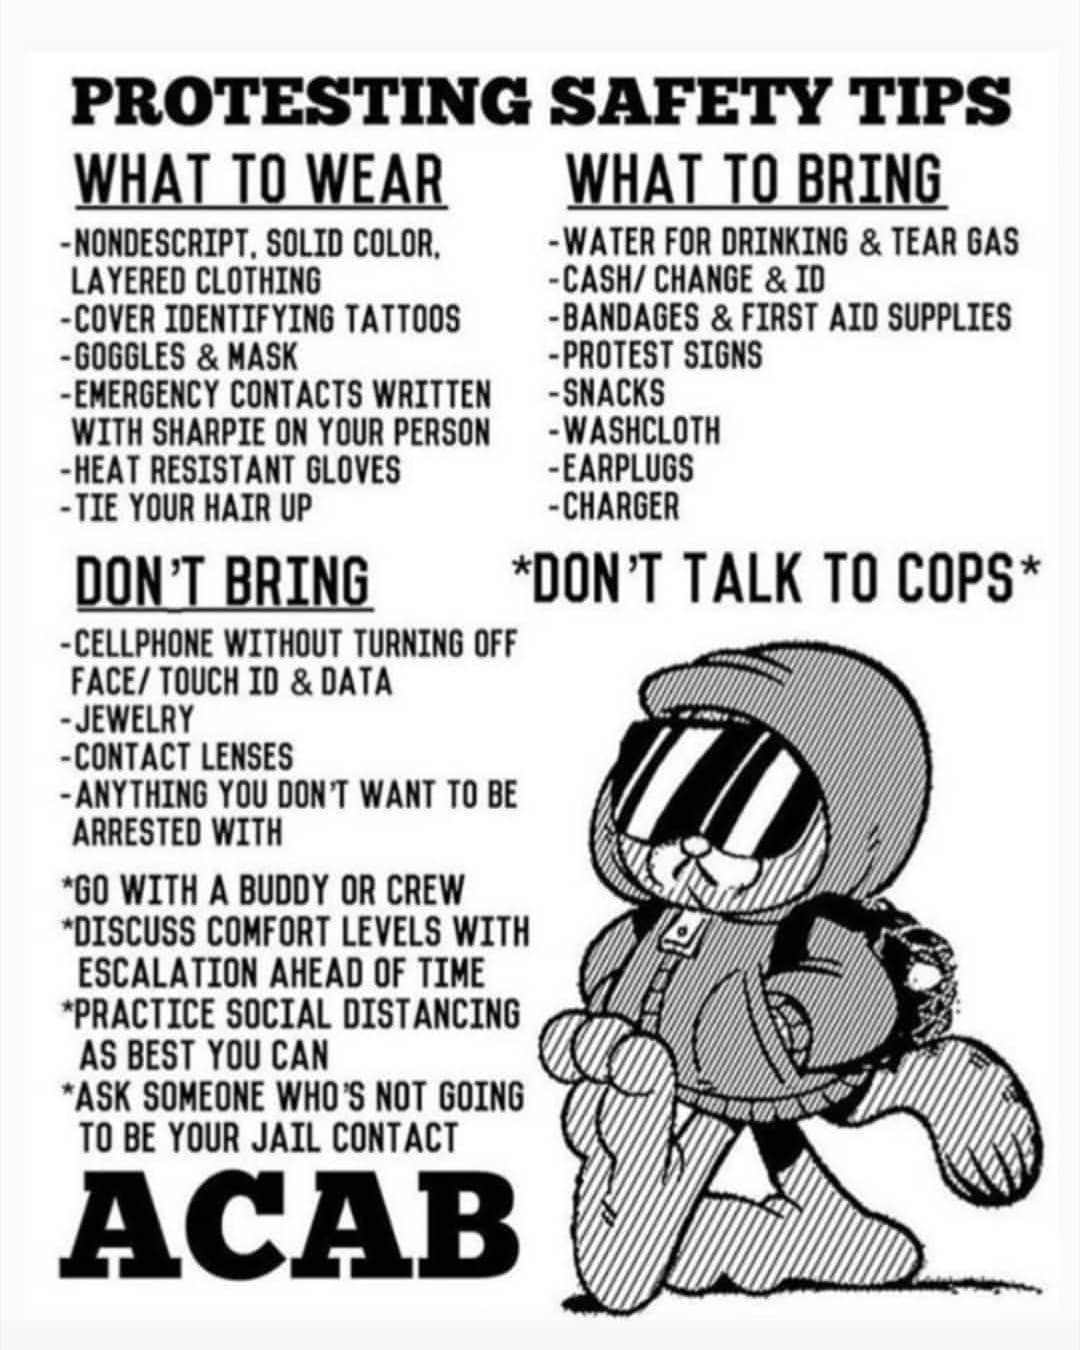 PROTESTING SAFETY TIPS
WHAT TO WEAR
-NONDESCRIPT, SOLID COLOR,
LAYERED CLOTHING
-COVER IDENTIFYING TATTOOS
-GOGGLES & MASK
-EMERGENCY CONTACTS WRITTEN
WITH SHARPIE ON YOUR PERSON
-HEAT RESISTANT GLOVES
-TIE YOUR HAIR UP
WHAT TO BRING
-WATER FOR DRINKING & TEAR GAS
-CASH/ CHANGE & ID
-BANDAGES & FIRST AID SUPPLIES
-PROTEST SIGNS
-SNACKS
-WASHCLOTH
-EARPLUGS
-CHARGER
DON'T BRING
-CELLPHONE WITHOUT TURNING OFF
FACE/ TOUCH ID & DATA
-JEWELRY
-CONTACT LENSES
-ANYTHING YOU DON'T WANT TO BE
ARRESTED WITH
*DON'T TALK TO COPS*
*GO WITH A BUDDY OR CREW
*DISCUSS COMFORT LEVELS WITH
ESCALATION AHEAD OF TIME
*PRACTICE SOCIAL DISTANCING
AS BEST YOU CAN
*ASK SOMEONE WHO'S NOT GOING
TO BE YOUR JAIL CONTACT
ACAB